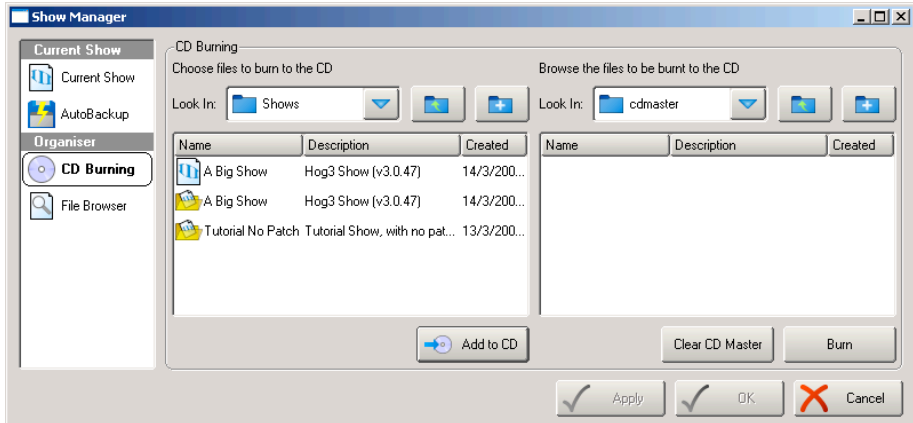 Show Manager
Current Show
Current Show
AutoBackup
Organiser
CD Burning
File Browser
CD Burning
Choose files to burn to the CD
Look In: Shows
Name Description Created
A Big Show Hog3 Show (v3.0.47) 14/3/200...
A Big Show Hog3 Show (v3.0.47) 14/3/200...
Tutorial No Patch Tutorial Show, with no pat... 13/3/200...
Add to CD
Browse the files to be burnt to the CD
Look In: cdmaster
Name Description Created
Clear CD Master Burn
Apply OK Cancel